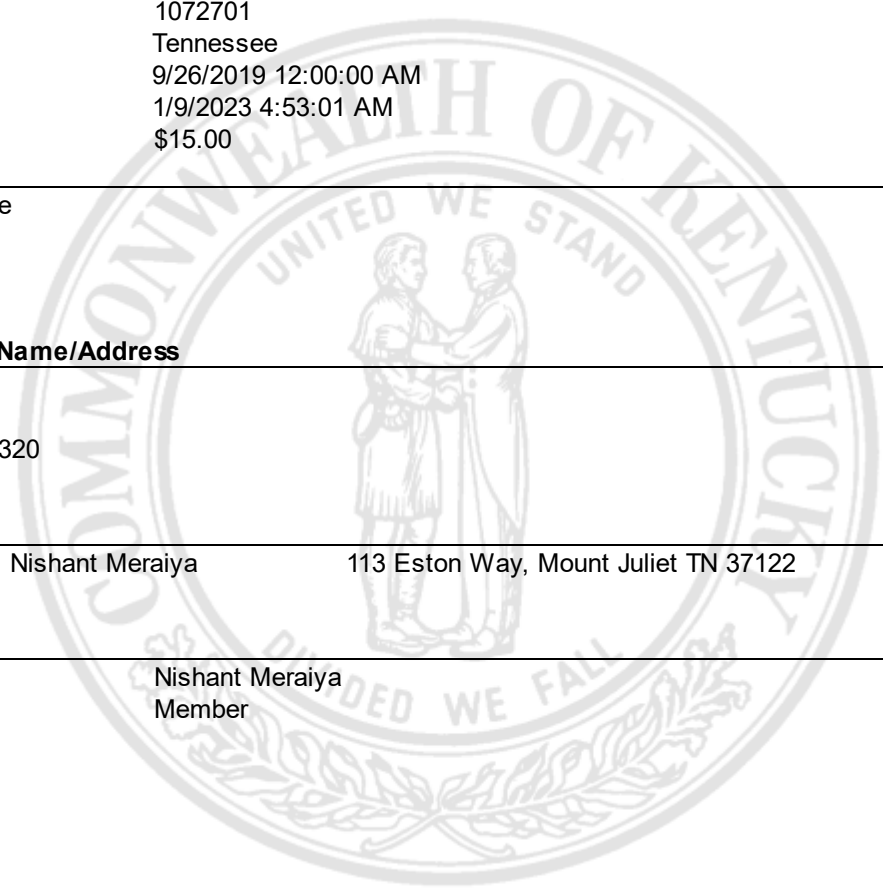 1072701
Tennessee
9/26/2019 12:00:00 AM
1/9/2023 4:53:01 AM
$15.00
e
Name/Address
320
Nishant Meraiya 113 Eston Way, Mount Juliet TN 37122
Nishant Meraiya
Member
COMMONWEALTH OF KENTUCKY
UNITED WE STAND
DIVIDED WE FALL